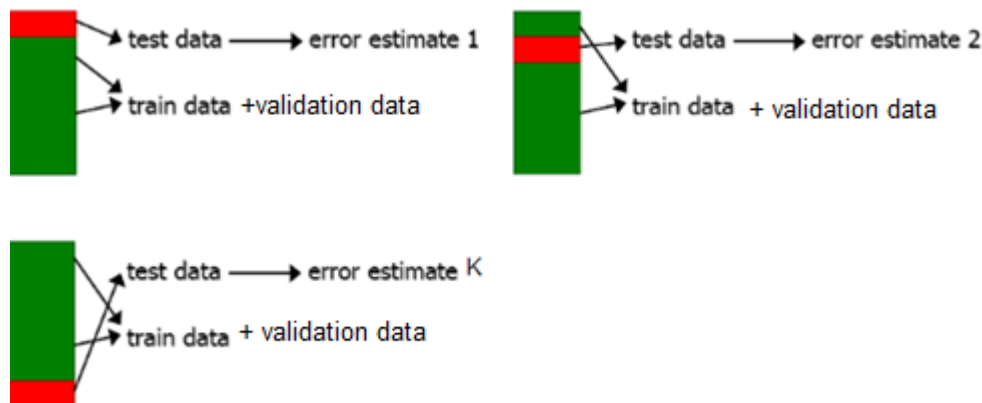 test data error estimate 1
train data +validation data
test data error estimate 2
train data + validation data
test data error estimate K
train data + validation data